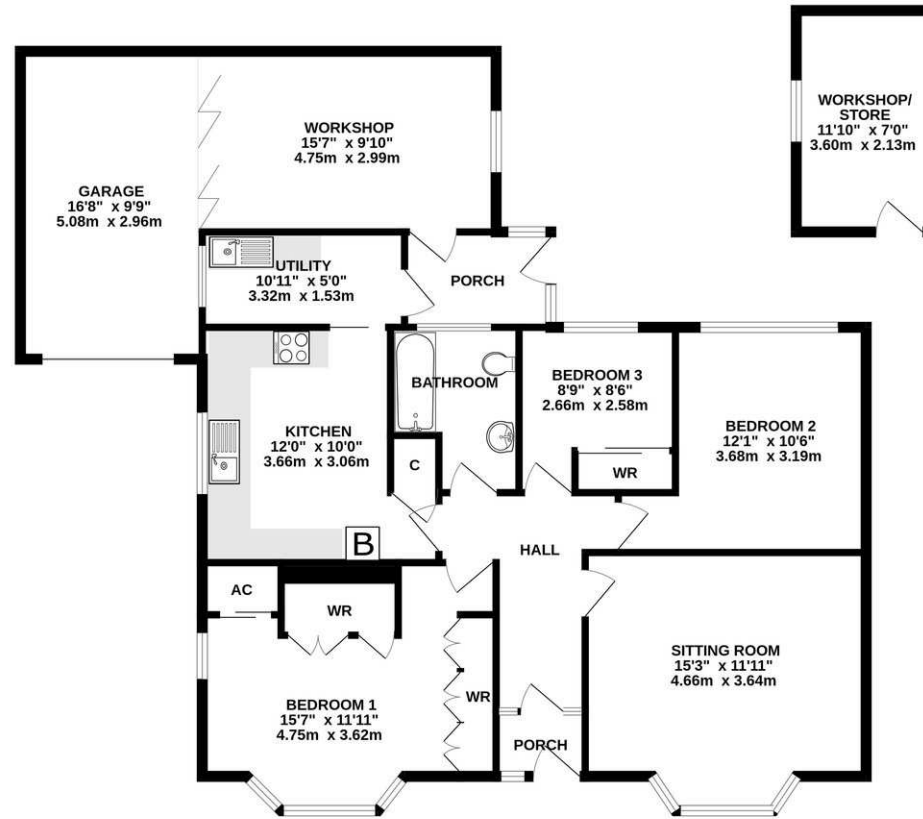 WORKSHOP/
STORE
11'10" x 7'0"
3.60m x 2.13m
WORKSHOP
15'7" x 9'10"
4.75m x 2.99m
GARAGE
16'8" x 9'9"
5.08m x 2.96m
UTILITY
10'11" x 5'0"
3.32m x 1.53m
PORCH
BATHROOM
BEDROOM 3
8'9" x 8'6"
2.66m x 2.58m
BEDROOM 2
12'1" x 10'6"
3.68m x 3.19m
KITCHEN
12'0" x 10'0"
3.66m x 3.06m
C
WR
B
HALL
AC
WR
SITTING ROOM
15'3" x 11'11"
4.66m x 3.64m
BEDROOM 1
15'7" x 11'11"
4.75m x 3.62m
WR
PORCH